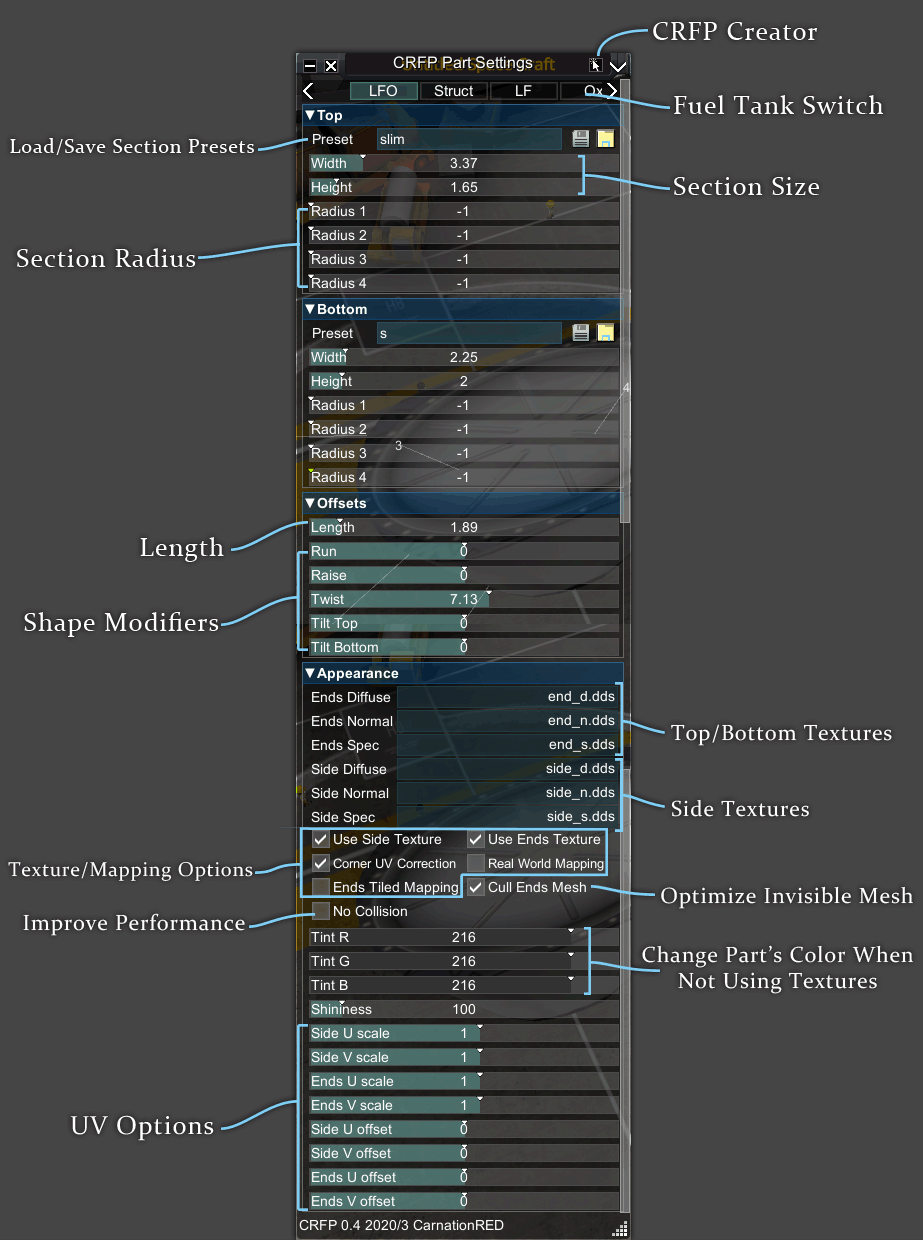 CRFP Creator
CRFP Part Settings
LFO Struct LF Ox
Fuel Tank Switch
▼Top
Load/Save Section Presets
Preset slim
Width 3.37
Height 1.65
Section Size
Radius 1 -1
Radius 2 -1
Radius 3 -1
Radius 4 -1
Section Radius
▼Bottom
Preset s
Width 2.25
Height 2
Radius 1 -1
Radius 2 -1
Radius 3 -1
Radius 4 -1
4
3
▼Offsets
Length
Length 1.89
Run 0
Raise 0
Twist 7.13
Tilt Top 0
Tilt Bottom 0
Shape Modifiers
▼Appearance
Ends Diffuse end_d.dds
Ends Normal end_n.dds
Ends Spec end_s.dds
Top/Bottom Textures
Side Diffuse side_d.dds
Side Normal side_n.dds
Side Spec side_s.dds
Side Textures
Use Side Texture Use Ends Texture
Corner UV Correction Real World Mapping
Ends Tiled Mapping Cull Ends Mesh
Texture/Mapping Options
Optimize Invisible Mesh
No Collision
Improve Performance
Tint R 216
Tint G 216
Tint B 216
Change Part's Color When
Not Using Textures
Shininess 100
Side U scale 1
Side V scale 1
Ends U scale 1
Ends V scale 1
Side U offset 0
Side V offset 0
Ends U offset 0
Ends V offset 0
UV Options
CRFP 0.4 2020/3 CarnationRED